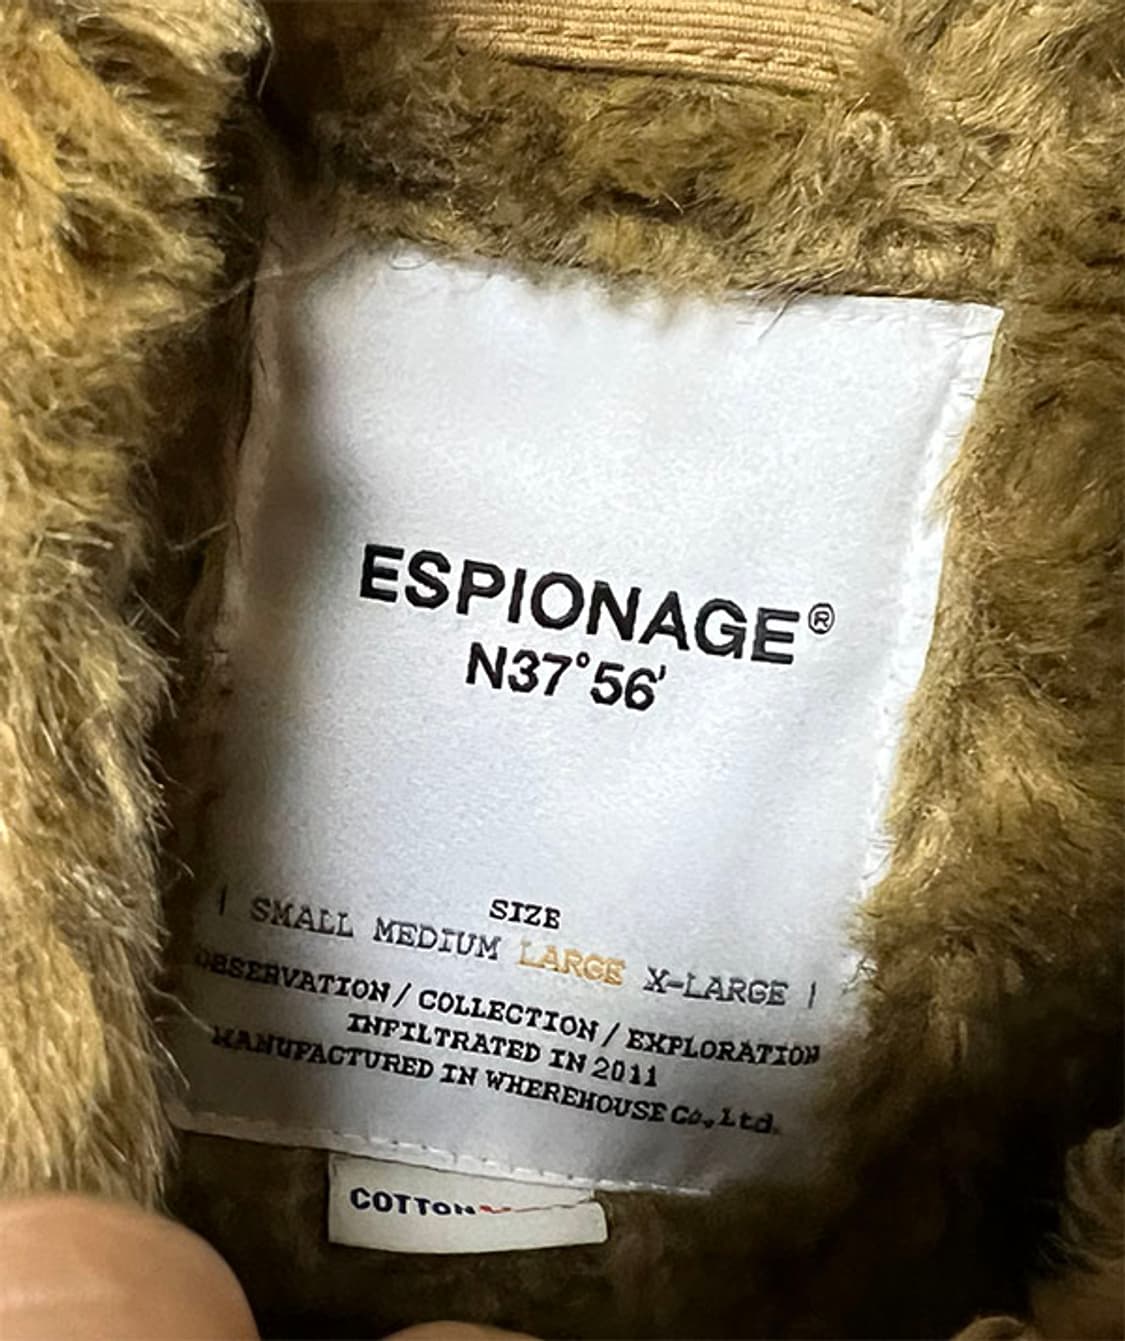 ESPIONAGE®
N37°56'
SIZE
| SMALL MEDIUM LARGE X-LARGE |
OBSERVATION / COLLECTION / EXPLORATION
INFILTRATED IN 2011
MANUFACTURED IN WHEREHOUSE Co., Ltd.
COTTON